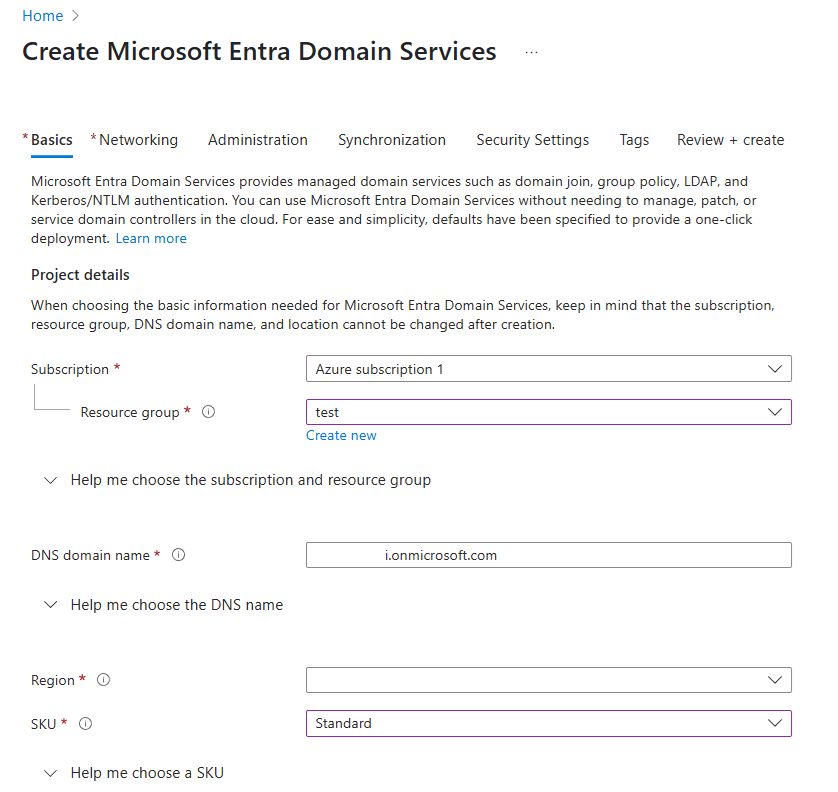 Home
Create Microsoft Entra Domain Services ...
* Basics * Networking Administration Synchronization Security Settings Tags Review + create
Microsoft Entra Domain Services provides managed domain services such as domain join, group policy, LDAP, and
Kerberos/NTLM authentication. You can use Microsoft Entra Domain Services without needing to manage, patch, or
service domain controllers in the cloud. For ease and simplicity, defaults have been specified to provide a one-click
deployment. Learn more
Project details
When choosing the basic information needed for Microsoft Entra Domain Services, keep in mind that the subscription,
resource group, DNS domain name, and location cannot be changed after creation.
Subscription * Azure subscription 1
Resource group * test
Create new
Help me choose the subscription and resource group
DNS domain name * i.onmicrosoft.com
Help me choose the DNS name
Region *
SKU * Standard
Help me choose a SKU